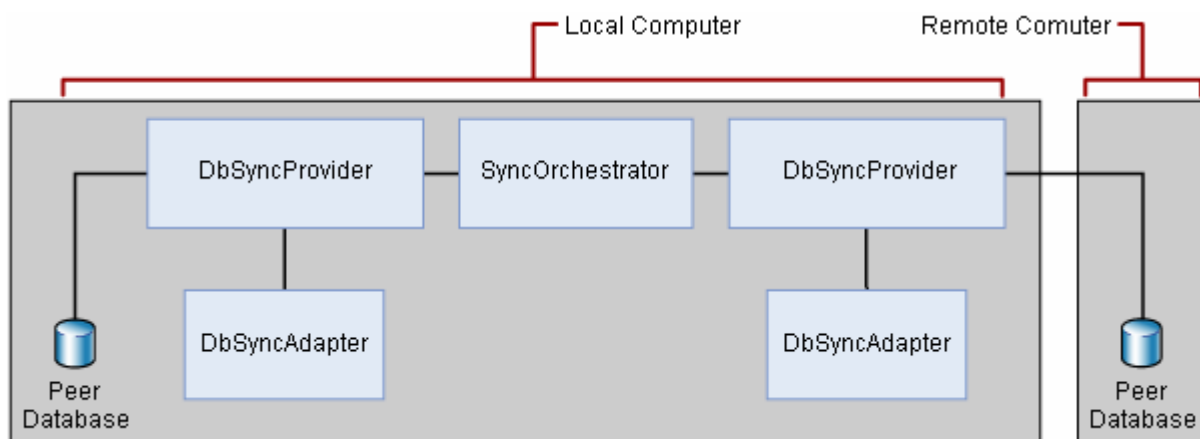 Local Computer
Remote Comuter
DbSyncProvider
SyncOrchestrator
DbSyncProvider
DbSyncAdapter
DbSyncAdapter
Peer
Database
Peer
Database